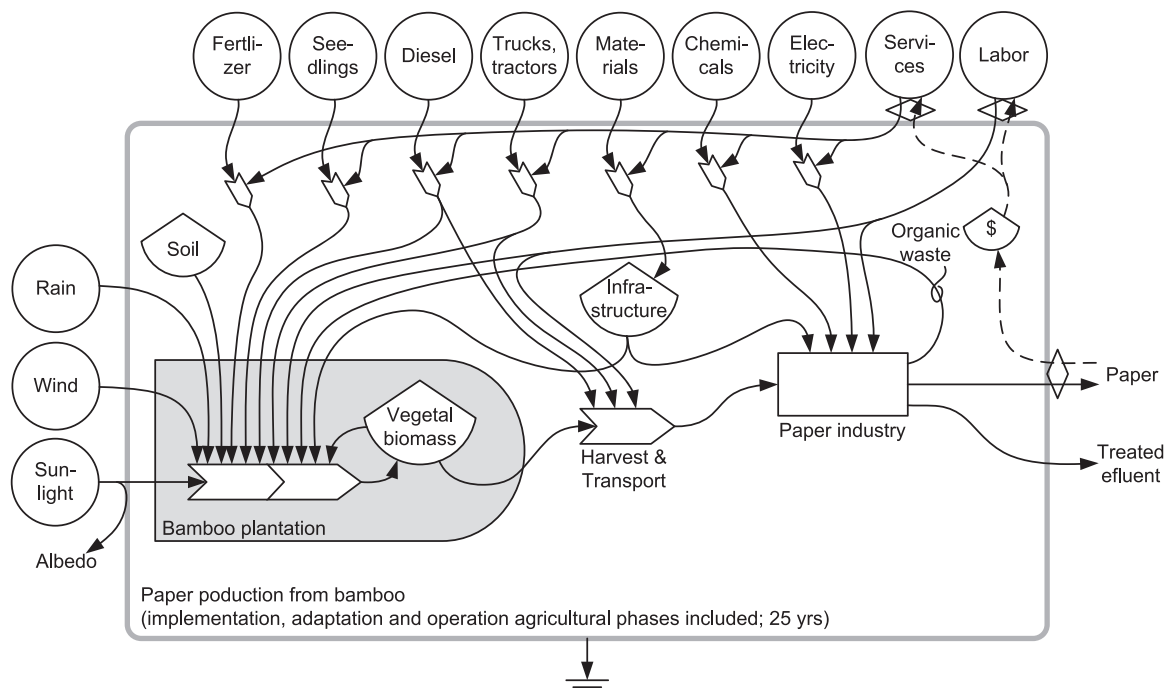 Fertli-
zer
See-
dlings
Diesel
Trucks,
tractors
Mate-
rials
Chemi-
cals
Elec-
tricity
Servi-
ces
Labor
Soil
Organic
waste
$
Rain
Infra-
structure
Wind
Paper
Vegetal
biomass
Paper industry
Sun-
light
Harvest &
Transport
Treated
efluent
Bamboo plantation
Albedo
Paper poduction from bamboo
(implementation, adaptation and operation agricultural phases included; 25 yrs)